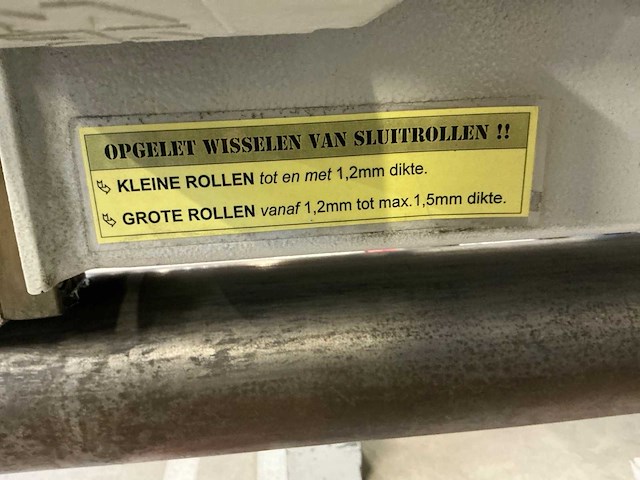 OPGELET WISSELEN VAN SLUITROLLEN !!
KLEINE ROLLEN tot en met 1,2mm dikte.
GROTE ROLLEN vanaf 1,2mm tot max.1,5mm dikte.